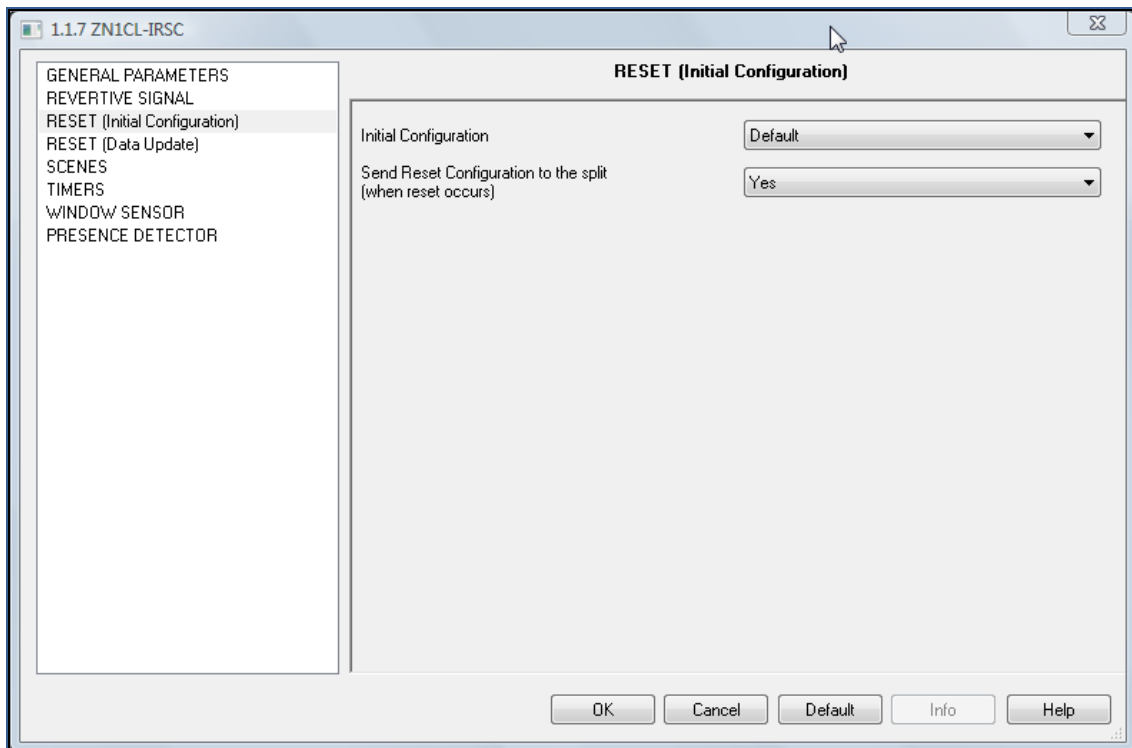 1.1.7 ZN1CL-IRSC
GENERAL PARAMETERS
REVERTIVE SIGNAL
RESET (Initial Configuration)
RESET (Data Update)
SCENES
TIMERS
WINDOW SENSOR
PRESENCE DETECTOR
RESET (Initial Configuration)
Initial Configuration
Default
Send Reset Configuration to the split
(when reset occurs)
Yes
OK
Cancel
Default
Info
Help